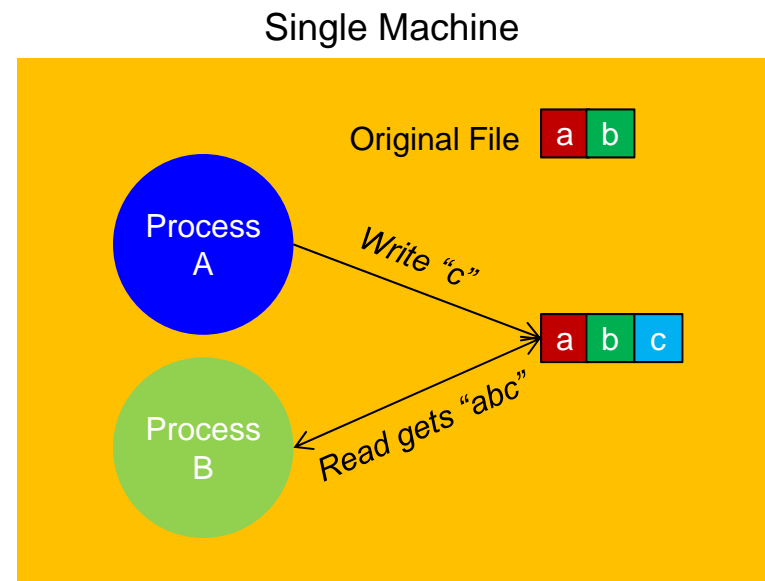 Single Machine
Original File
a b
Process
A
Write “c”
a b c
Process
B
Read gets “abc”